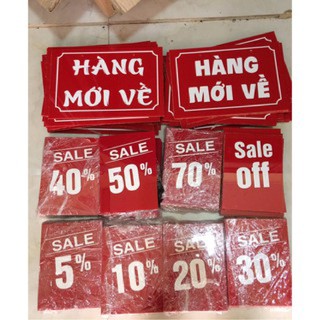 HÀNG
MỚI VỀ
HÀNG
MỚI VỀ
SALE
40%
SALE
50%
SALE
70%
Sale
off
SALE
5%
SALE
10%
SALE
20%
SALE
30%